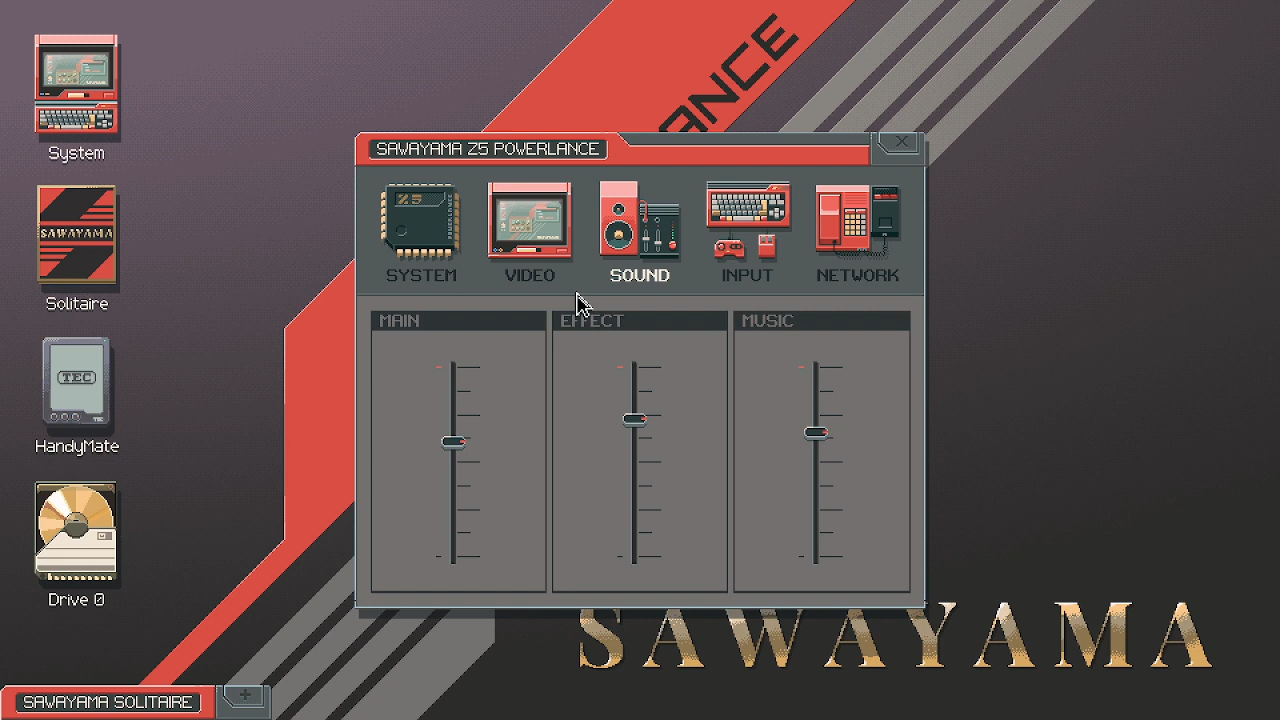 ANCE
System
SAWAYAMA
Solitaire
TEC
TEC
HandyMate
Drive 0
SAWAYAMA Z5 POWERLANCE
Z5
SYSTEM
VIDEO
SOUND
INPUT
NETWORK
MAIN
EFFECT
MUSIC
SAWAYAMA
SAWAYAMA SOLITAIRE